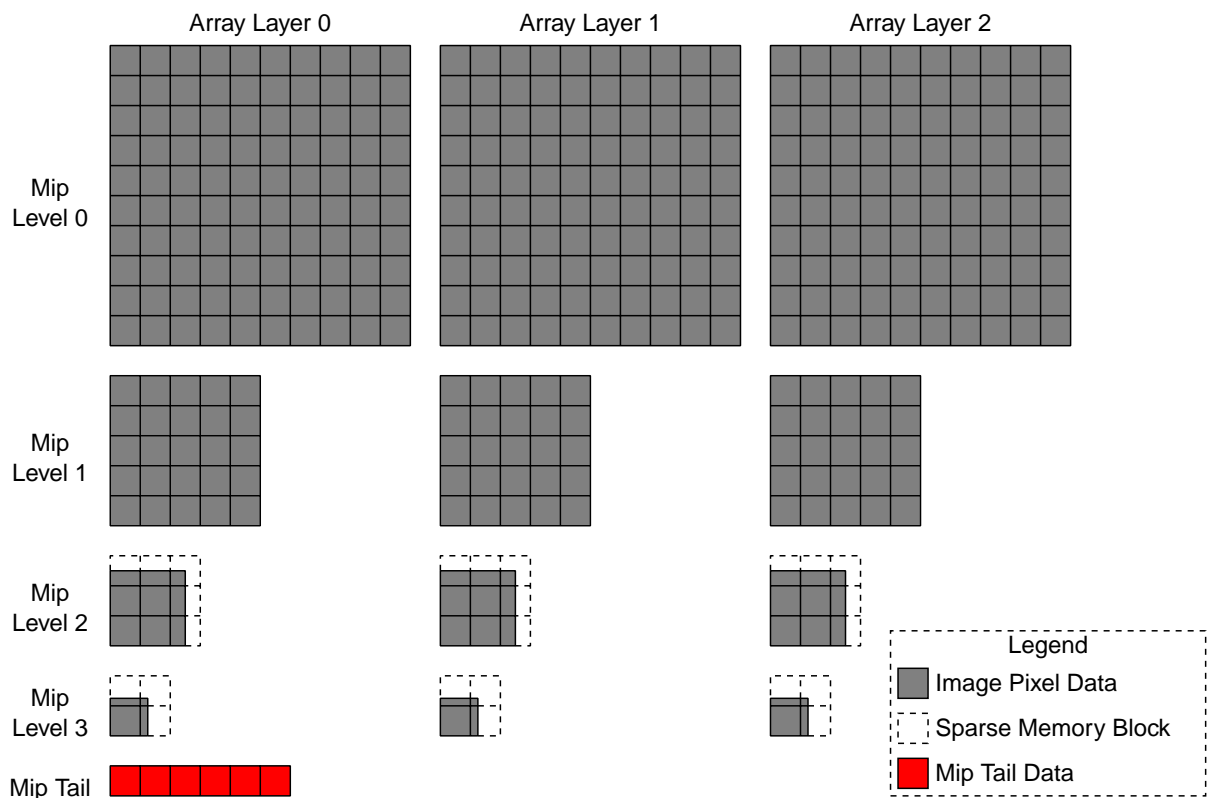 Array Layer 0
Array Layer 1
Array Layer 2
Mip
Level 0
Mip
Level 1
Mip
Level 2
Mip
Level 3
Mip Tail
Legend
Image Pixel Data
Sparse Memory Block
Mip Tail Data